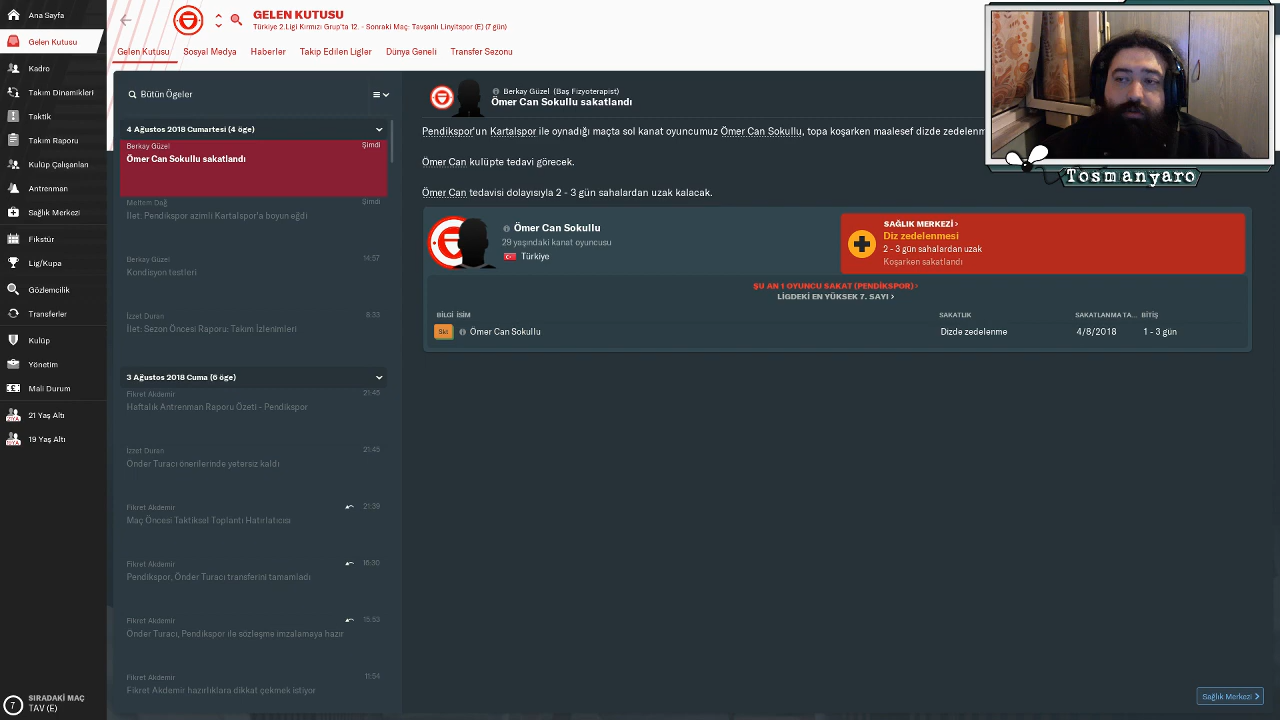 Ana Sayfa
Gelen Kutusu
Kadro
Takım Dinamikleri
Taktik
Takım Raporu
Kulüp Çalışanları
Antrenman
Sağlık Merkezi
Fikstür
Lig/Kupa
Gözlemcilik
Transferler
Kulüp
Yönetim
Mali Durum
21 Yaş Altı
19 Yaş Altı
7
SIRADAKİ MAÇ
TAV (E)
GELEN KUTUSU
Türkiye 2.Ligi Kırmızı Grup'ta 12. - Sonraki Maç: Tavşanlı Linyitspor (E) (7 gün)
Gelen Kutusu Sosyal Medya Haberler Takip Edilen Ligler Dünya Geneli Transfer Sezonu
Bütün Ögeler
4 Ağustos 2018 Cumartesi (4 öge)
Berkay Güzel Şimdi
Ömer Can Sokullu sakatlandı
Meltem Dağ Şimdi
İlet: Pendikspor azimli Kartalspor'a boyun eğdi
Berkay Güzel 14:57
Kondisyon testleri
İzzet Duran 8:33
İlet: Sezon Öncesi Raporu: Takım İzlenimleri
3 Ağustos 2018 Cuma (6 öge)
Fikret Akdemir 21:45
Haftalık Antrenman Raporu Özeti - Pendikspor
İzzet Duran 21:45
Önder Turacı önerilerinde yetersiz kaldı
Fikret Akdemir 21:39
Maç Öncesi Taktiksel Toplantı Hatırlatıcısı
Fikret Akdemir 16:30
Pendikspor, Önder Turacı transferini tamamladı
Fikret Akdemir 15:53
Önder Turacı, Pendikspor ile sözleşme imzalamaya hazır
Fikret Akdemir 11:54
Fikret Akdemir hazırlıklara dikkat çekmek istiyor
Berkay Güzel (Baş Fizyoterapist)
Ömer Can Sokullu sakatlandı
Pendikspor'un Kartalspor ile oynadığı maçta sol kanat oyuncumuz Ömer Can Sokullu, topa koşarken maalesef dizde zedelenm
Ömer Can kulüpte tedavi görecek.
Ömer Can tedavisi dolayısıyla 2 - 3 gün sahalardan uzak kalacak.
Ömer Can Sokullu
29 yaşındaki kanat oyuncusu
Türkiye
SAĞLIK MERKEZİ >
Diz zedelenmesi
2 - 3 gün sahalardan uzak
Koşarken sakatlandı
ŞU AN 1 OYUNCU SAKAT (PENDİKSPOR) >
LİGDEKİ EN YÜKSEK 7. SAYI >
BİLGİ İSİM SAKATLIK SAKATLANMA TA... BİTİŞ
Skt Ömer Can Sokullu Dizde zedelenme 4/8/2018 1 - 3 gün
Sağlık Merkezi >
Tosmanyaro